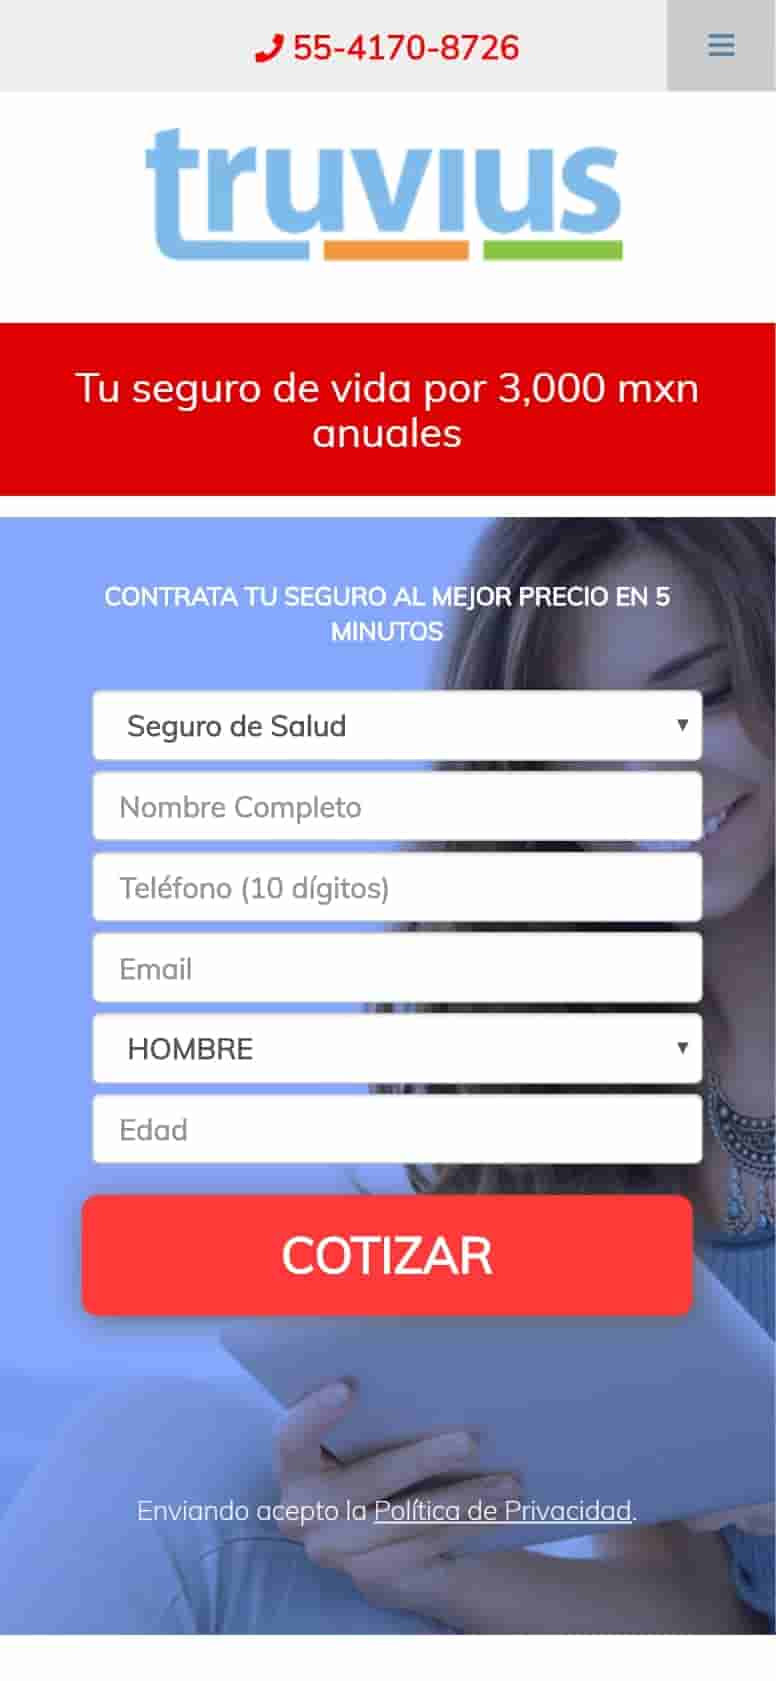 55-4170-8726
truvius
Tu seguro de vida por 3,000 mxn
anuales
CONTRATA TU SEGURO AL MEJOR PRECIO EN 5
MINUTOS
Seguro de Salud
Nombre Completo
Teléfono (10 dígitos)
Email
HOMBRE
Edad
COTIZAR
Enviando acepto la Política de Privacidad.